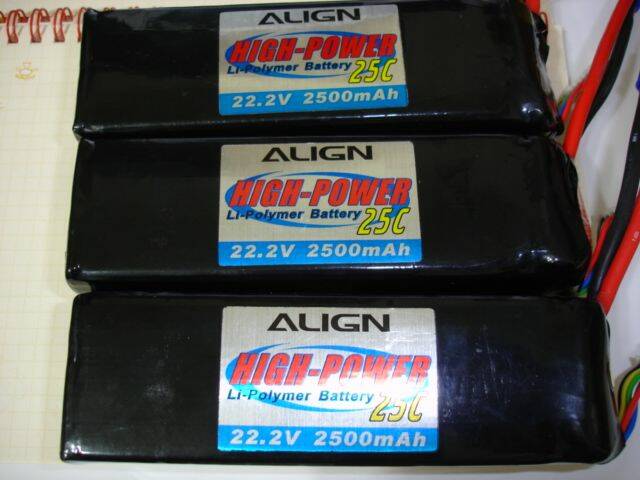 ALIGN
HIGH-POWER
Li-Polymer Battery 25C
22.2V 2500mAh
ALIGN
HIGH-POWER
Li-Polymer Battery 25C
22.2V 2500mAh
ALIGN
HIGH-POWER
Li-Polymer Battery 25C
22.2V 2500mAh